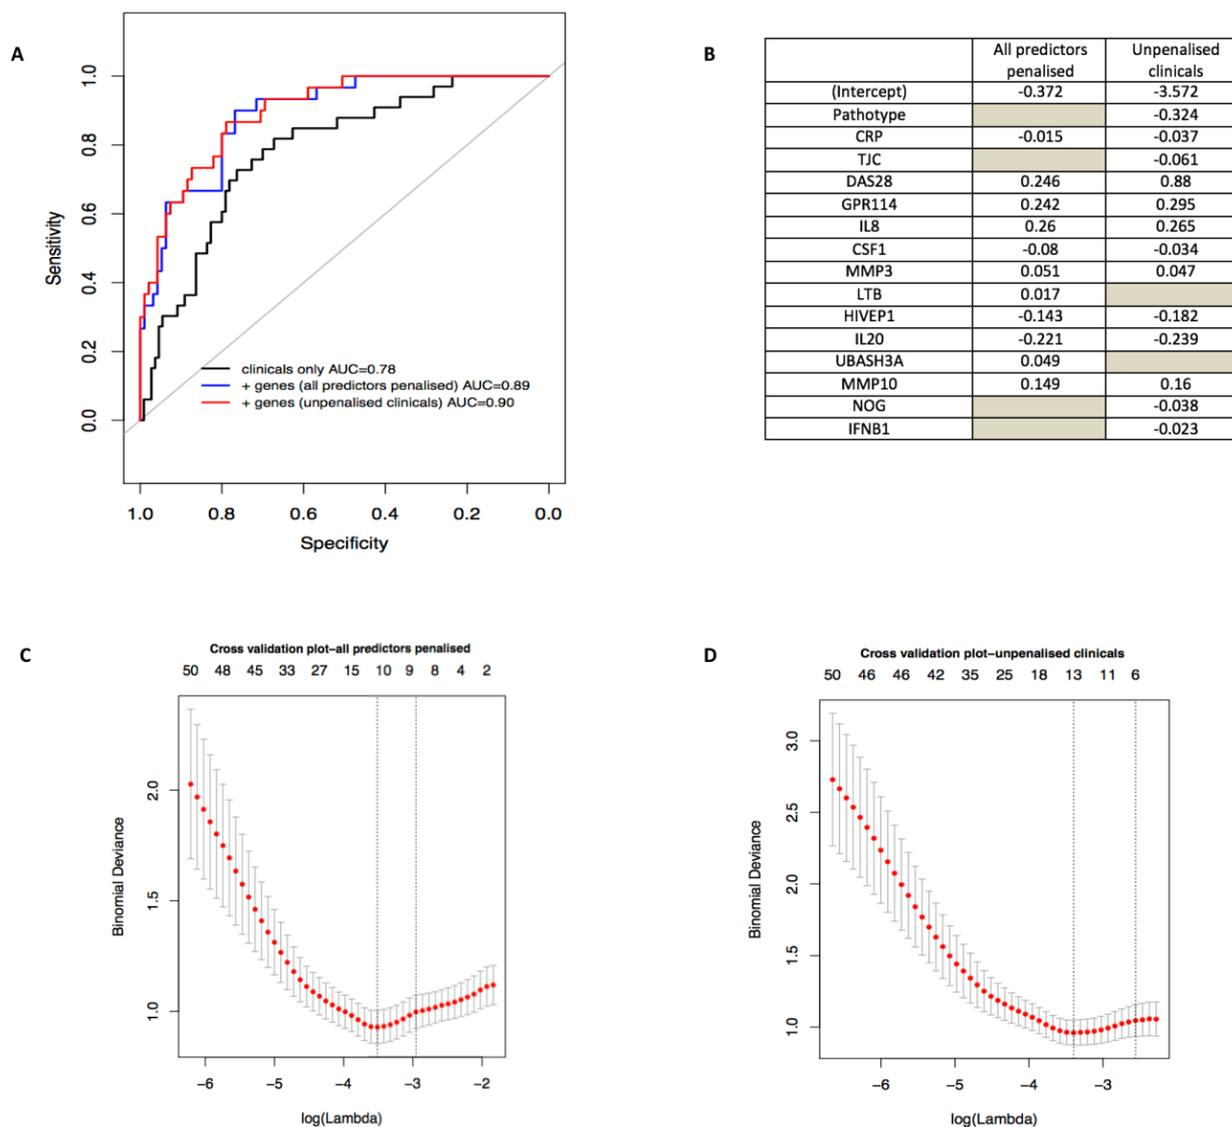 A
1.0
0.8
0.6
0.4
0.2
0.0
Sensitivity
clinicals only AUC=0.78
+ genes (all predictors penalised) AUC=0.89
+ genes (unpenalised clinicals) AUC=0.90
1.0 0.8 0.6 0.4 0.2 0.0
Specificity
B
All predictors penalised Unpenalised clinicals
(Intercept) -0.372 -3.572
Pathotype -0.324
CRP -0.015 -0.037
TJC -0.061
DAS28 0.246 0.88
GPR114 0.242 0.295
IL8 0.26 0.265
CSF1 -0.08 -0.034
MMP3 0.051 0.047
LTB 0.017
HIVEP1 -0.143 -0.182
IL20 -0.221 -0.239
UBASH3A 0.049
MMP10 0.149 0.16
NOG -0.038
IFNB1 -0.023
C
Cross validation plot–all predictors penalised
50 48 45 33 27 15 10 9 8 4 2
2.0
1.5
1.0
Binomial Deviance
−6 −5 −4 −3 −2
log(Lambda)
D
Cross validation plot–unpenalised clinicals
50 46 46 42 35 25 18 13 11 6
3.0
2.5
2.0
1.5
1.0
Binomial Deviance
−6 −5 −4 −3
log(Lambda)